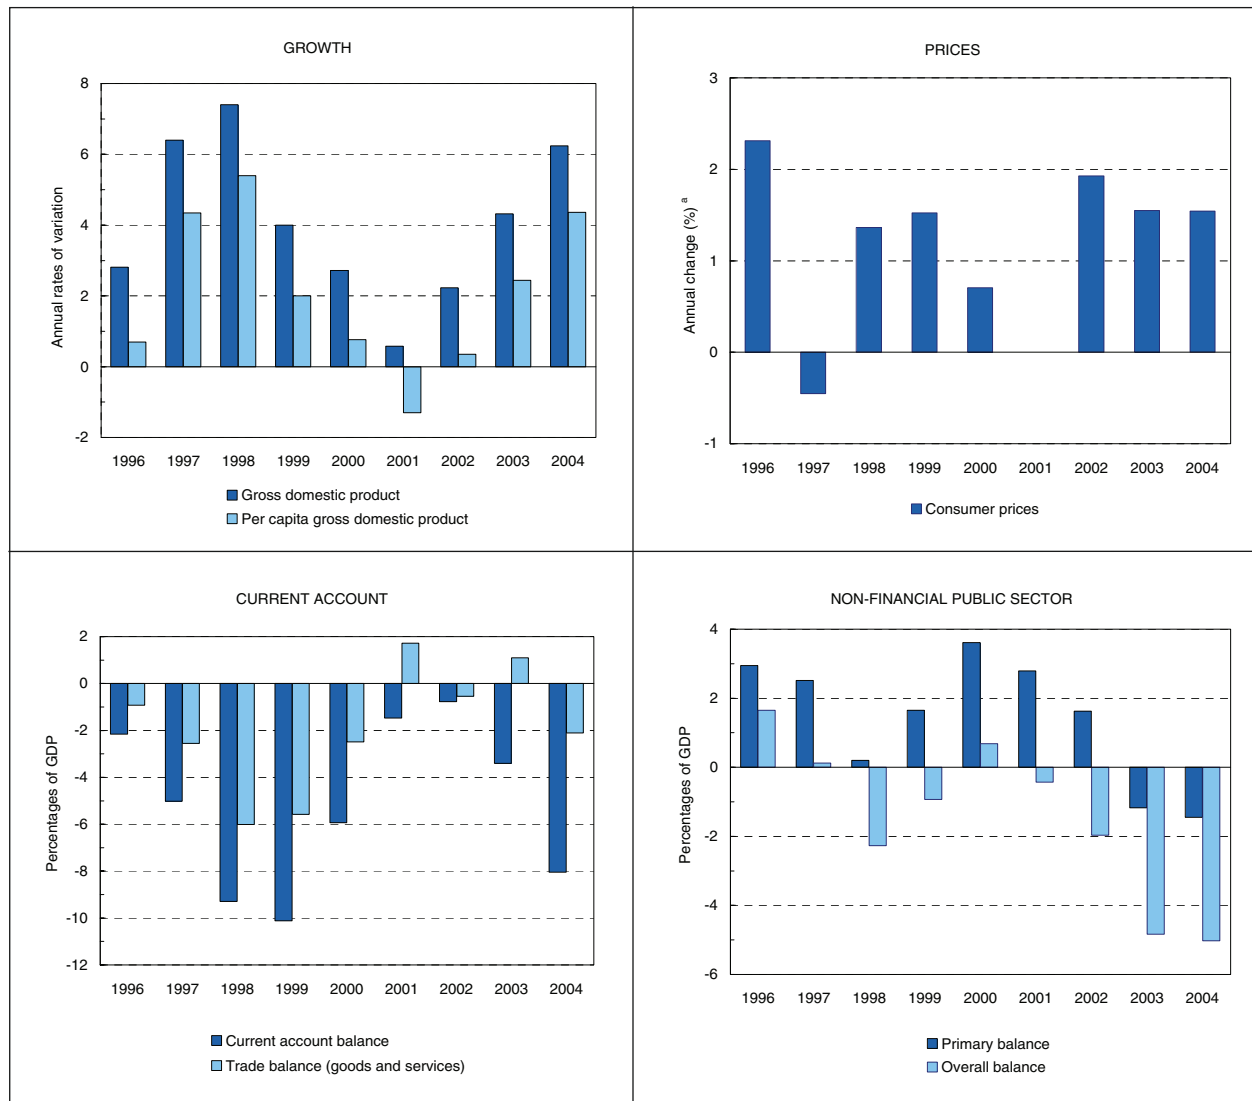 GROWTH
Annual rates of variation
8
6
4
2
0
-2
1996 1997 1998 1999 2000 2001 2002 2003 2004
Gross domestic product
Per capita gross domestic product
PRICES
Annual change (%) a
3
2
1
0
-1
1996 1997 1998 1999 2000 2001 2002 2003 2004
Consumer prices
CURRENT ACCOUNT
Percentages of GDP
2
0
-2
-4
-6
-8
-10
-12
1996 1997 1998 1999 2000 2001 2002 2003 2004
Current account balance
Trade balance (goods and services)
NON-FINANCIAL PUBLIC SECTOR
Percentages of GDP
4
2
0
-2
-4
-6
1996 1997 1998 1999 2000 2001 2002 2003 2004
Primary balance
Overall balance